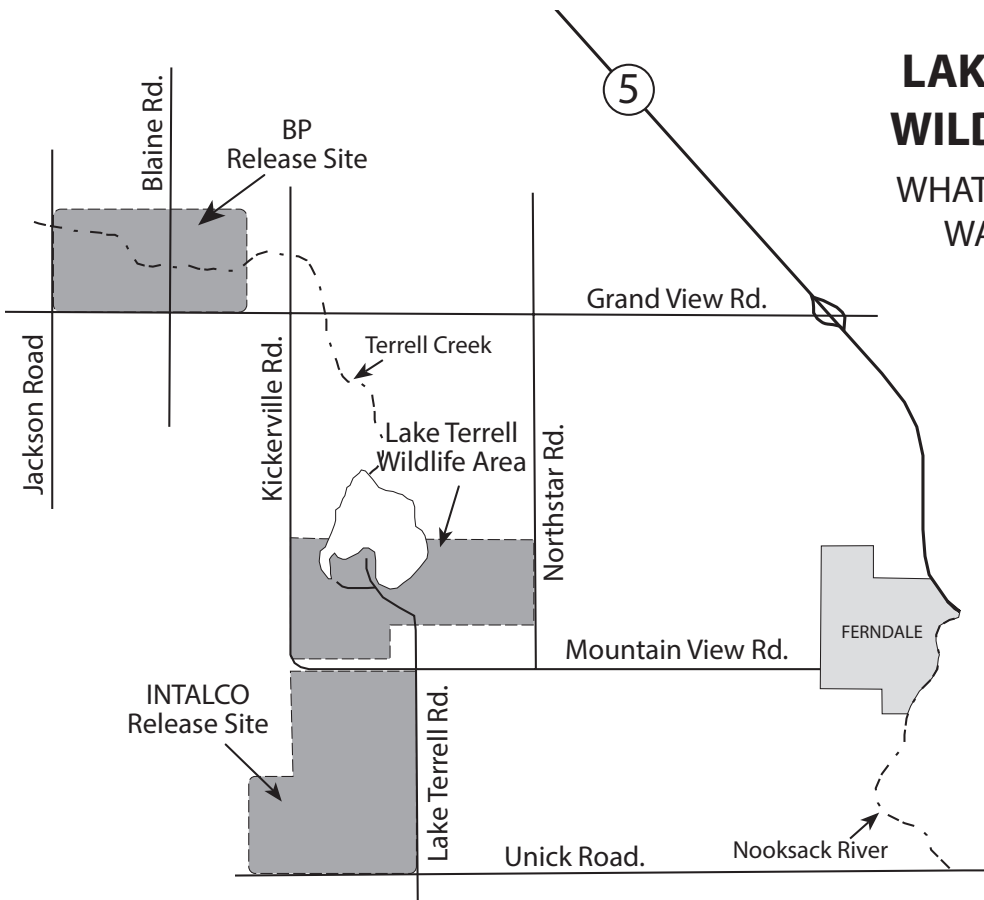 LAK
WILD
WHAT
WA
5
Blaine Rd.
BP
Release Site
Grand View Rd.
Jackson Road
Kickerville Rd.
Terrell Creek
Lake Terrell
Wildlife Area
Northstar Rd.
FERNDALE
Mountain View Rd.
INTALCO
Release Site
Lake Terrell Rd.
Nooksack River
Unick Road.